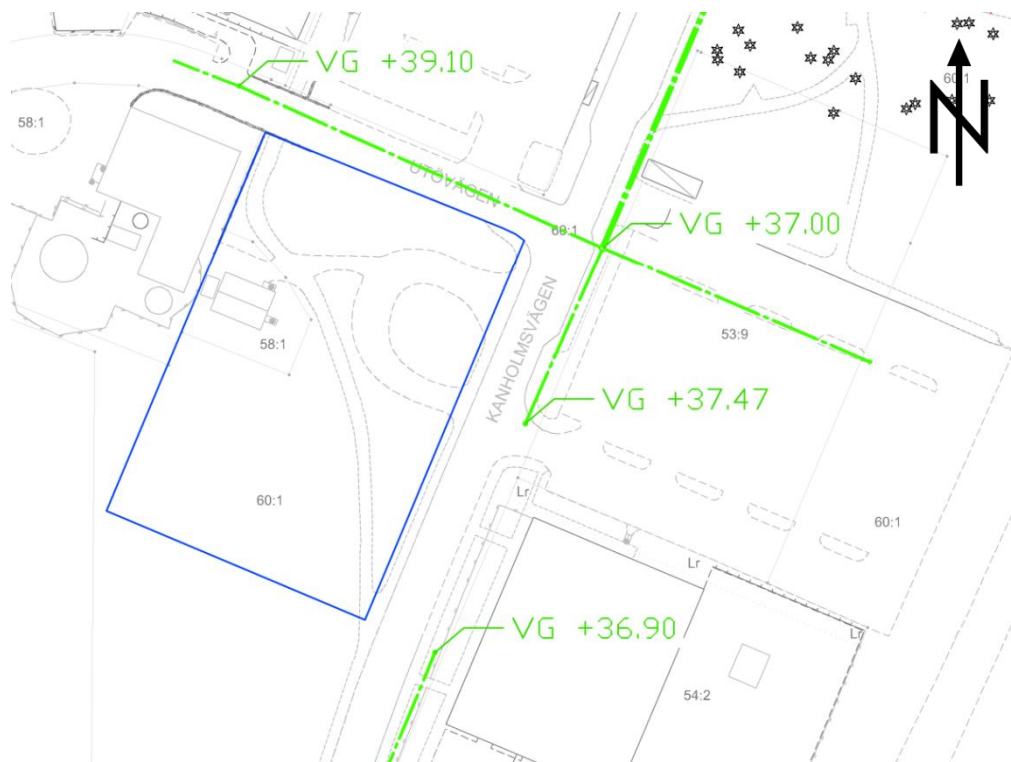 VG +39.10
60:1
N
58:1
UTÖVÄGEN
60:1
VG +37.00
KANHOLMSVÄGEN
53:9
58:1
VG +37.47
60:1
Lr
60:1
Lr
VG +36.90
Lr
54:2